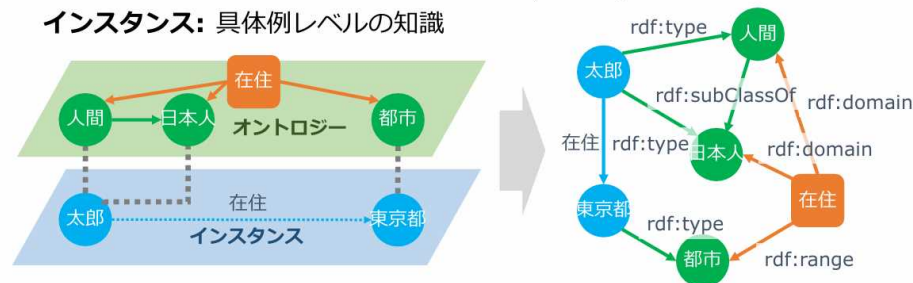 インスタンス: 具体例レベルの知識
在住
人間
日本人
オントロジー
都市
在住
太郎
東京都
インスタンス
rdf:type
人間
太郎
rdf:subClassOf
rdf:domain
在住
rdf:type
日本人
rdf:domain
東京都
在住
rdf:type
都市
rdf:range